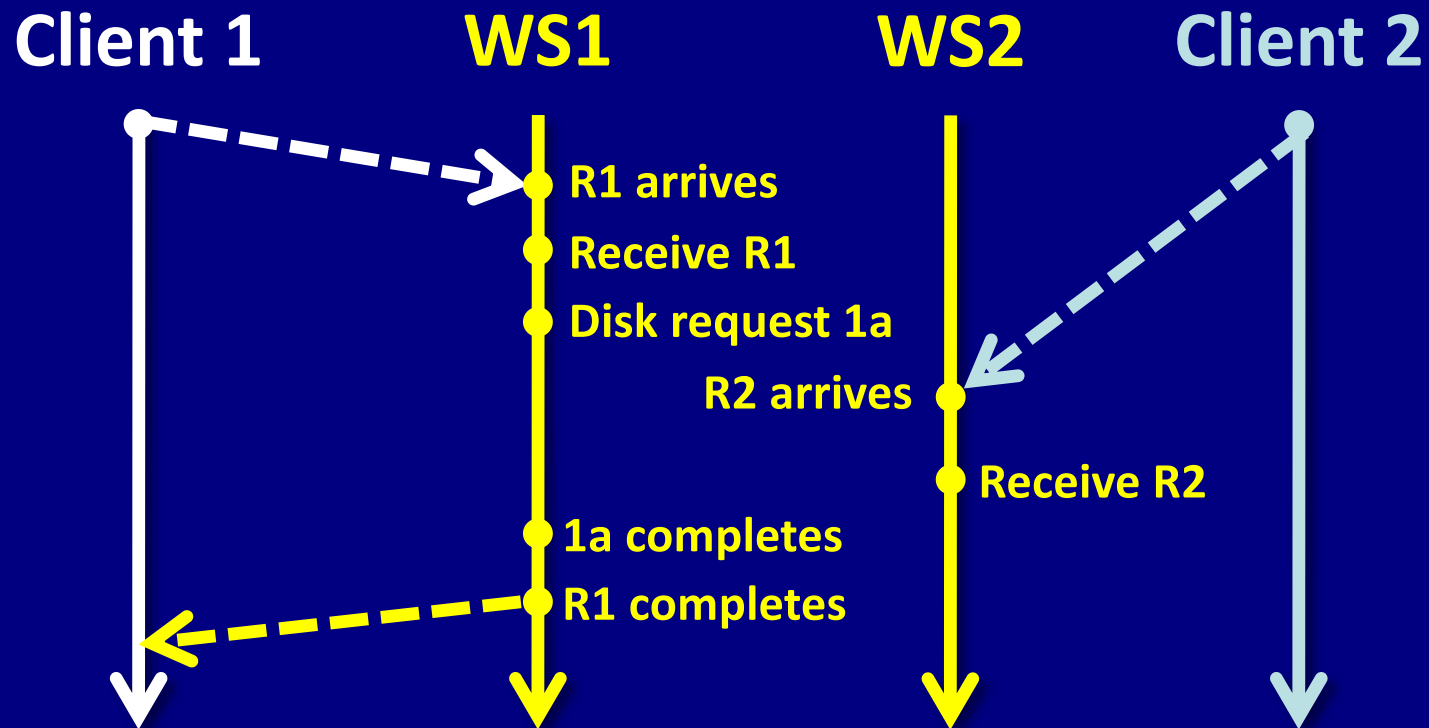 Client 1
WS1
WS2
Client 2
R1 arrives
Receive R1
Disk request 1a
R2 arrives
Receive R2
1a completes
R1 completes